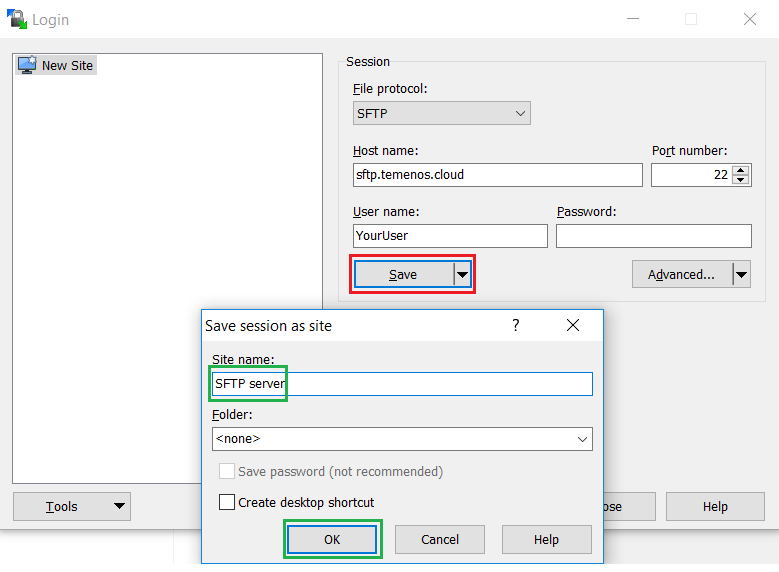 Login
New Site
Session
File protocol:
SFTP
Host name:
Port number:
sftp.temenos.cloud
22
User name:
Password:
YourUser
Save
Advanced...
Save session as site
?
Site name:
SFTP server
Folder:
<none>
Save password (not recommended)
Create desktop shortcut
OK
Cancel
Help
Tools
Help